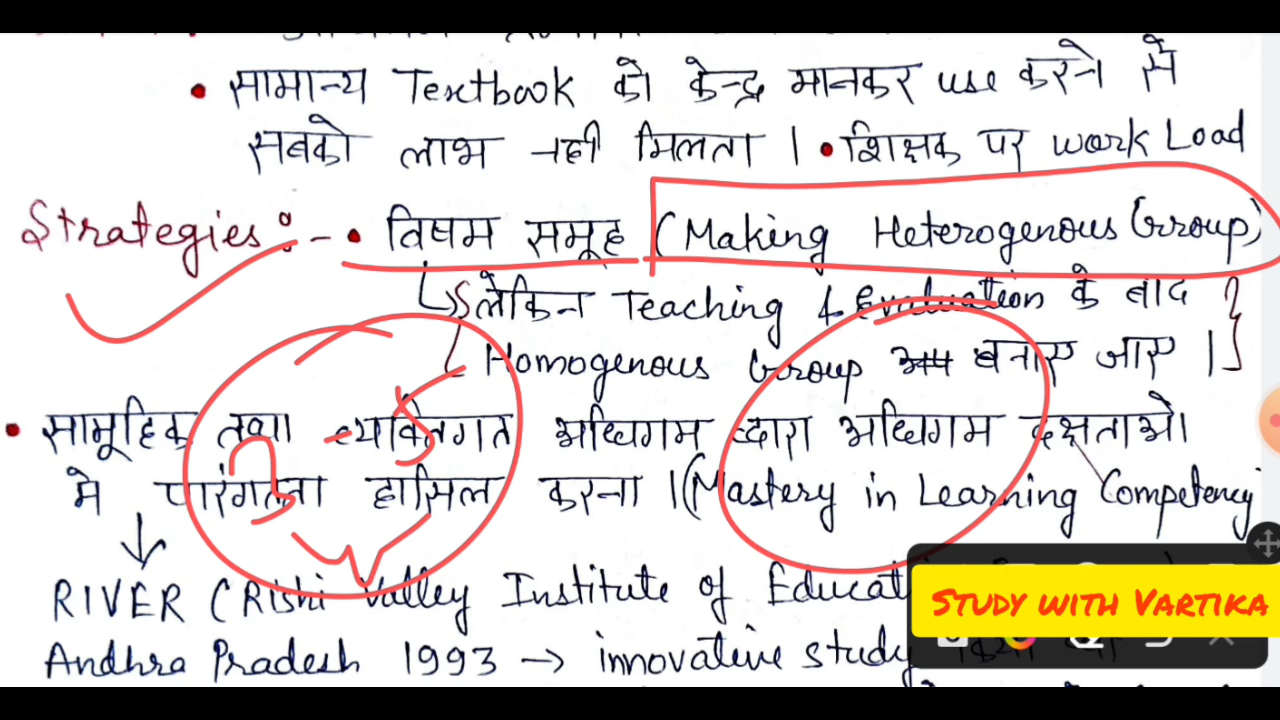 • सामान्य Textbook को केन्द्र मानकर use करने से
सबको लाभ नही मिलता । • शिक्षक पर work Load
Strategies :- • विषम समूह (Making Heterogenous Group)
लेकिन Teaching & Evaluation के बाद
Homogenous Group बनाए जाए ।
• सामूहिक तथा व्यक्तिगत अधिगम द्वारा अधिगम दक्षताओ।
मे पारंगतता हासिल करना ।(Mastery in Learning Competency
RIVER (Rishi Valley Institute of Educat
Andhra Pradesh 1993 → innovative study
STUDY WITH VARTIKA